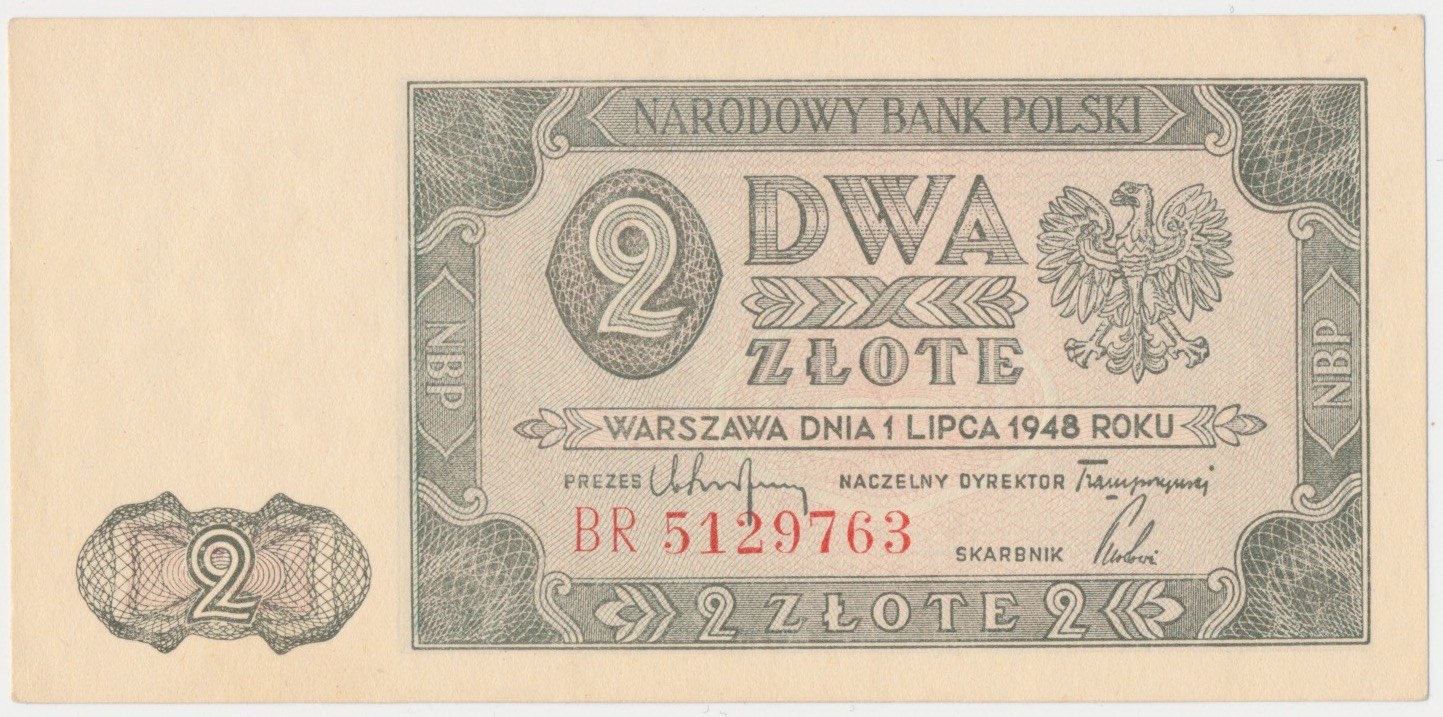 NARODOWY BANK POLSKI
2
DWA
ZŁOTE
NBP
NBP
WARSZAWA DNIA 1 LIPCA 1948 ROKU
PREZES NACZELNY DYREKTOR
BR 5129763
SKARBNIK
2
2 ZŁOTE 2